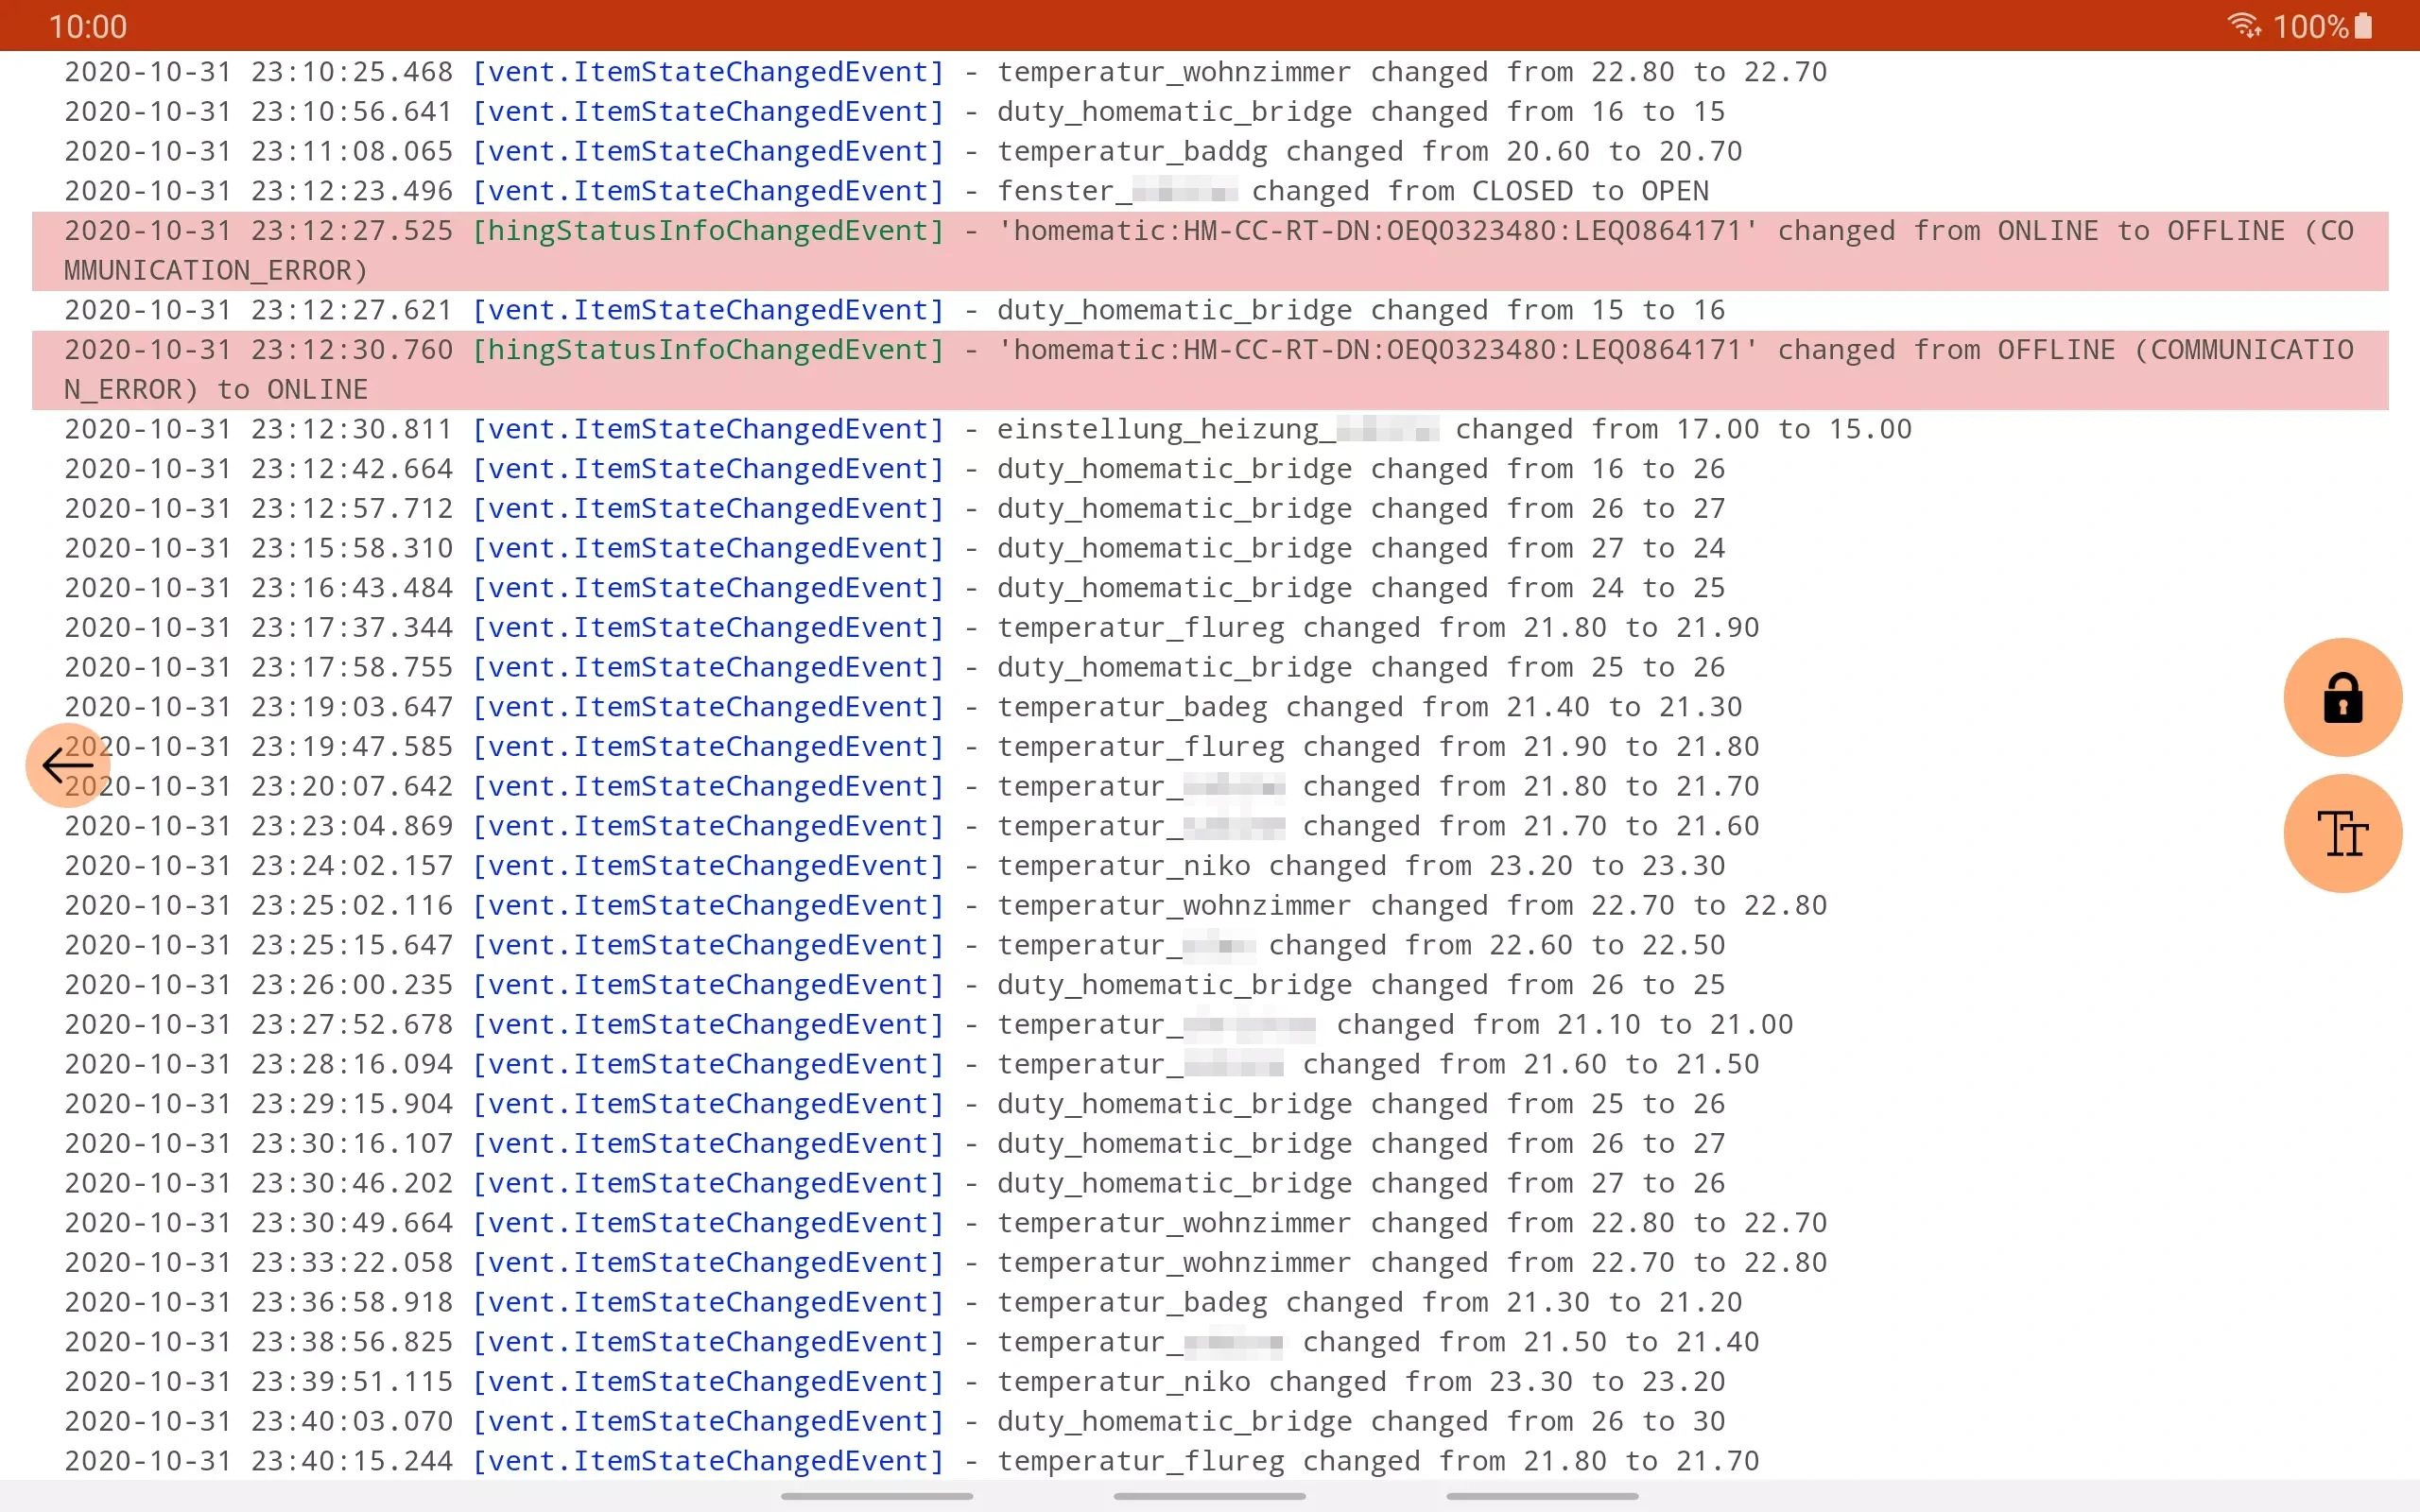 10:00 100%
2020-10-31 23:10:25.468 [vent.ItemStateChangedEvent] - temperatur_wohnzimmer changed from 22.80 to 22.70
2020-10-31 23:10:56.641 [vent.ItemStateChangedEvent] - duty_homematic_bridge changed from 16 to 15
2020-10-31 23:11:08.065 [vent.ItemStateChangedEvent] - temperatur_baddg changed from 20.60 to 20.70
2020-10-31 23:12:23.496 [vent.ItemStateChangedEvent] - fenster_ changed from CLOSED to OPEN
2020-10-31 23:12:27.525 [hingStatusInfoChangedEvent] - 'homematic:HM-CC-RT-DN:OEQ0323480:LEQ0864171' changed from ONLINE to OFFLINE (CO
MMUNICATION_ERROR)
2020-10-31 23:12:27.621 [vent.ItemStateChangedEvent] - duty_homematic_bridge changed from 15 to 16
2020-10-31 23:12:30.760 [hingStatusInfoChangedEvent] - 'homematic:HM-CC-RT-DN:OEQ0323480:LEQ0864171' changed from OFFLINE (COMMUNICATIO
N_ERROR) to ONLINE
2020-10-31 23:12:30.811 [vent.ItemStateChangedEvent] - einstellung_heizung_ changed from 17.00 to 15.00
2020-10-31 23:12:42.664 [vent.ItemStateChangedEvent] - duty_homematic_bridge changed from 16 to 26
2020-10-31 23:12:57.712 [vent.ItemStateChangedEvent] - duty_homematic_bridge changed from 26 to 27
2020-10-31 23:15:58.310 [vent.ItemStateChangedEvent] - duty_homematic_bridge changed from 27 to 24
2020-10-31 23:16:43.484 [vent.ItemStateChangedEvent] - duty_homematic_bridge changed from 24 to 25
2020-10-31 23:17:37.344 [vent.ItemStateChangedEvent] - temperatur_flureg changed from 21.80 to 21.90
2020-10-31 23:17:58.755 [vent.ItemStateChangedEvent] - duty_homematic_bridge changed from 25 to 26
2020-10-31 23:19:03.647 [vent.ItemStateChangedEvent] - temperatur_badeg changed from 21.40 to 21.30
2020-10-31 23:19:47.585 [vent.ItemStateChangedEvent] - temperatur_flureg changed from 21.90 to 21.80
2020-10-31 23:20:07.642 [vent.ItemStateChangedEvent] - temperatur_ changed from 21.80 to 21.70
2020-10-31 23:23:04.869 [vent.ItemStateChangedEvent] - temperatur_ changed from 21.70 to 21.60
2020-10-31 23:24:02.157 [vent.ItemStateChangedEvent] - temperatur_niko changed from 23.20 to 23.30
2020-10-31 23:25:02.116 [vent.ItemStateChangedEvent] - temperatur_wohnzimmer changed from 22.70 to 22.80
2020-10-31 23:25:15.647 [vent.ItemStateChangedEvent] - temperatur_ changed from 22.60 to 22.50
2020-10-31 23:26:00.235 [vent.ItemStateChangedEvent] - duty_homematic_bridge changed from 26 to 25
2020-10-31 23:27:52.678 [vent.ItemStateChangedEvent] - temperatur_ changed from 21.10 to 21.00
2020-10-31 23:28:16.094 [vent.ItemStateChangedEvent] - temperatur_ changed from 21.60 to 21.50
2020-10-31 23:29:15.904 [vent.ItemStateChangedEvent] - duty_homematic_bridge changed from 25 to 26
2020-10-31 23:30:16.107 [vent.ItemStateChangedEvent] - duty_homematic_bridge changed from 26 to 27
2020-10-31 23:30:46.202 [vent.ItemStateChangedEvent] - duty_homematic_bridge changed from 27 to 26
2020-10-31 23:30:49.664 [vent.ItemStateChangedEvent] - temperatur_wohnzimmer changed from 22.80 to 22.70
2020-10-31 23:33:22.058 [vent.ItemStateChangedEvent] - temperatur_wohnzimmer changed from 22.70 to 22.80
2020-10-31 23:36:58.918 [vent.ItemStateChangedEvent] - temperatur_badeg changed from 21.30 to 21.20
2020-10-31 23:38:56.825 [vent.ItemStateChangedEvent] - temperatur_ changed from 21.50 to 21.40
2020-10-31 23:39:51.115 [vent.ItemStateChangedEvent] - temperatur_niko changed from 23.30 to 23.20
2020-10-31 23:40:03.070 [vent.ItemStateChangedEvent] - duty_homematic_bridge changed from 26 to 30
2020-10-31 23:40:15.244 [vent.ItemStateChangedEvent] - temperatur_flureg changed from 21.80 to 21.70